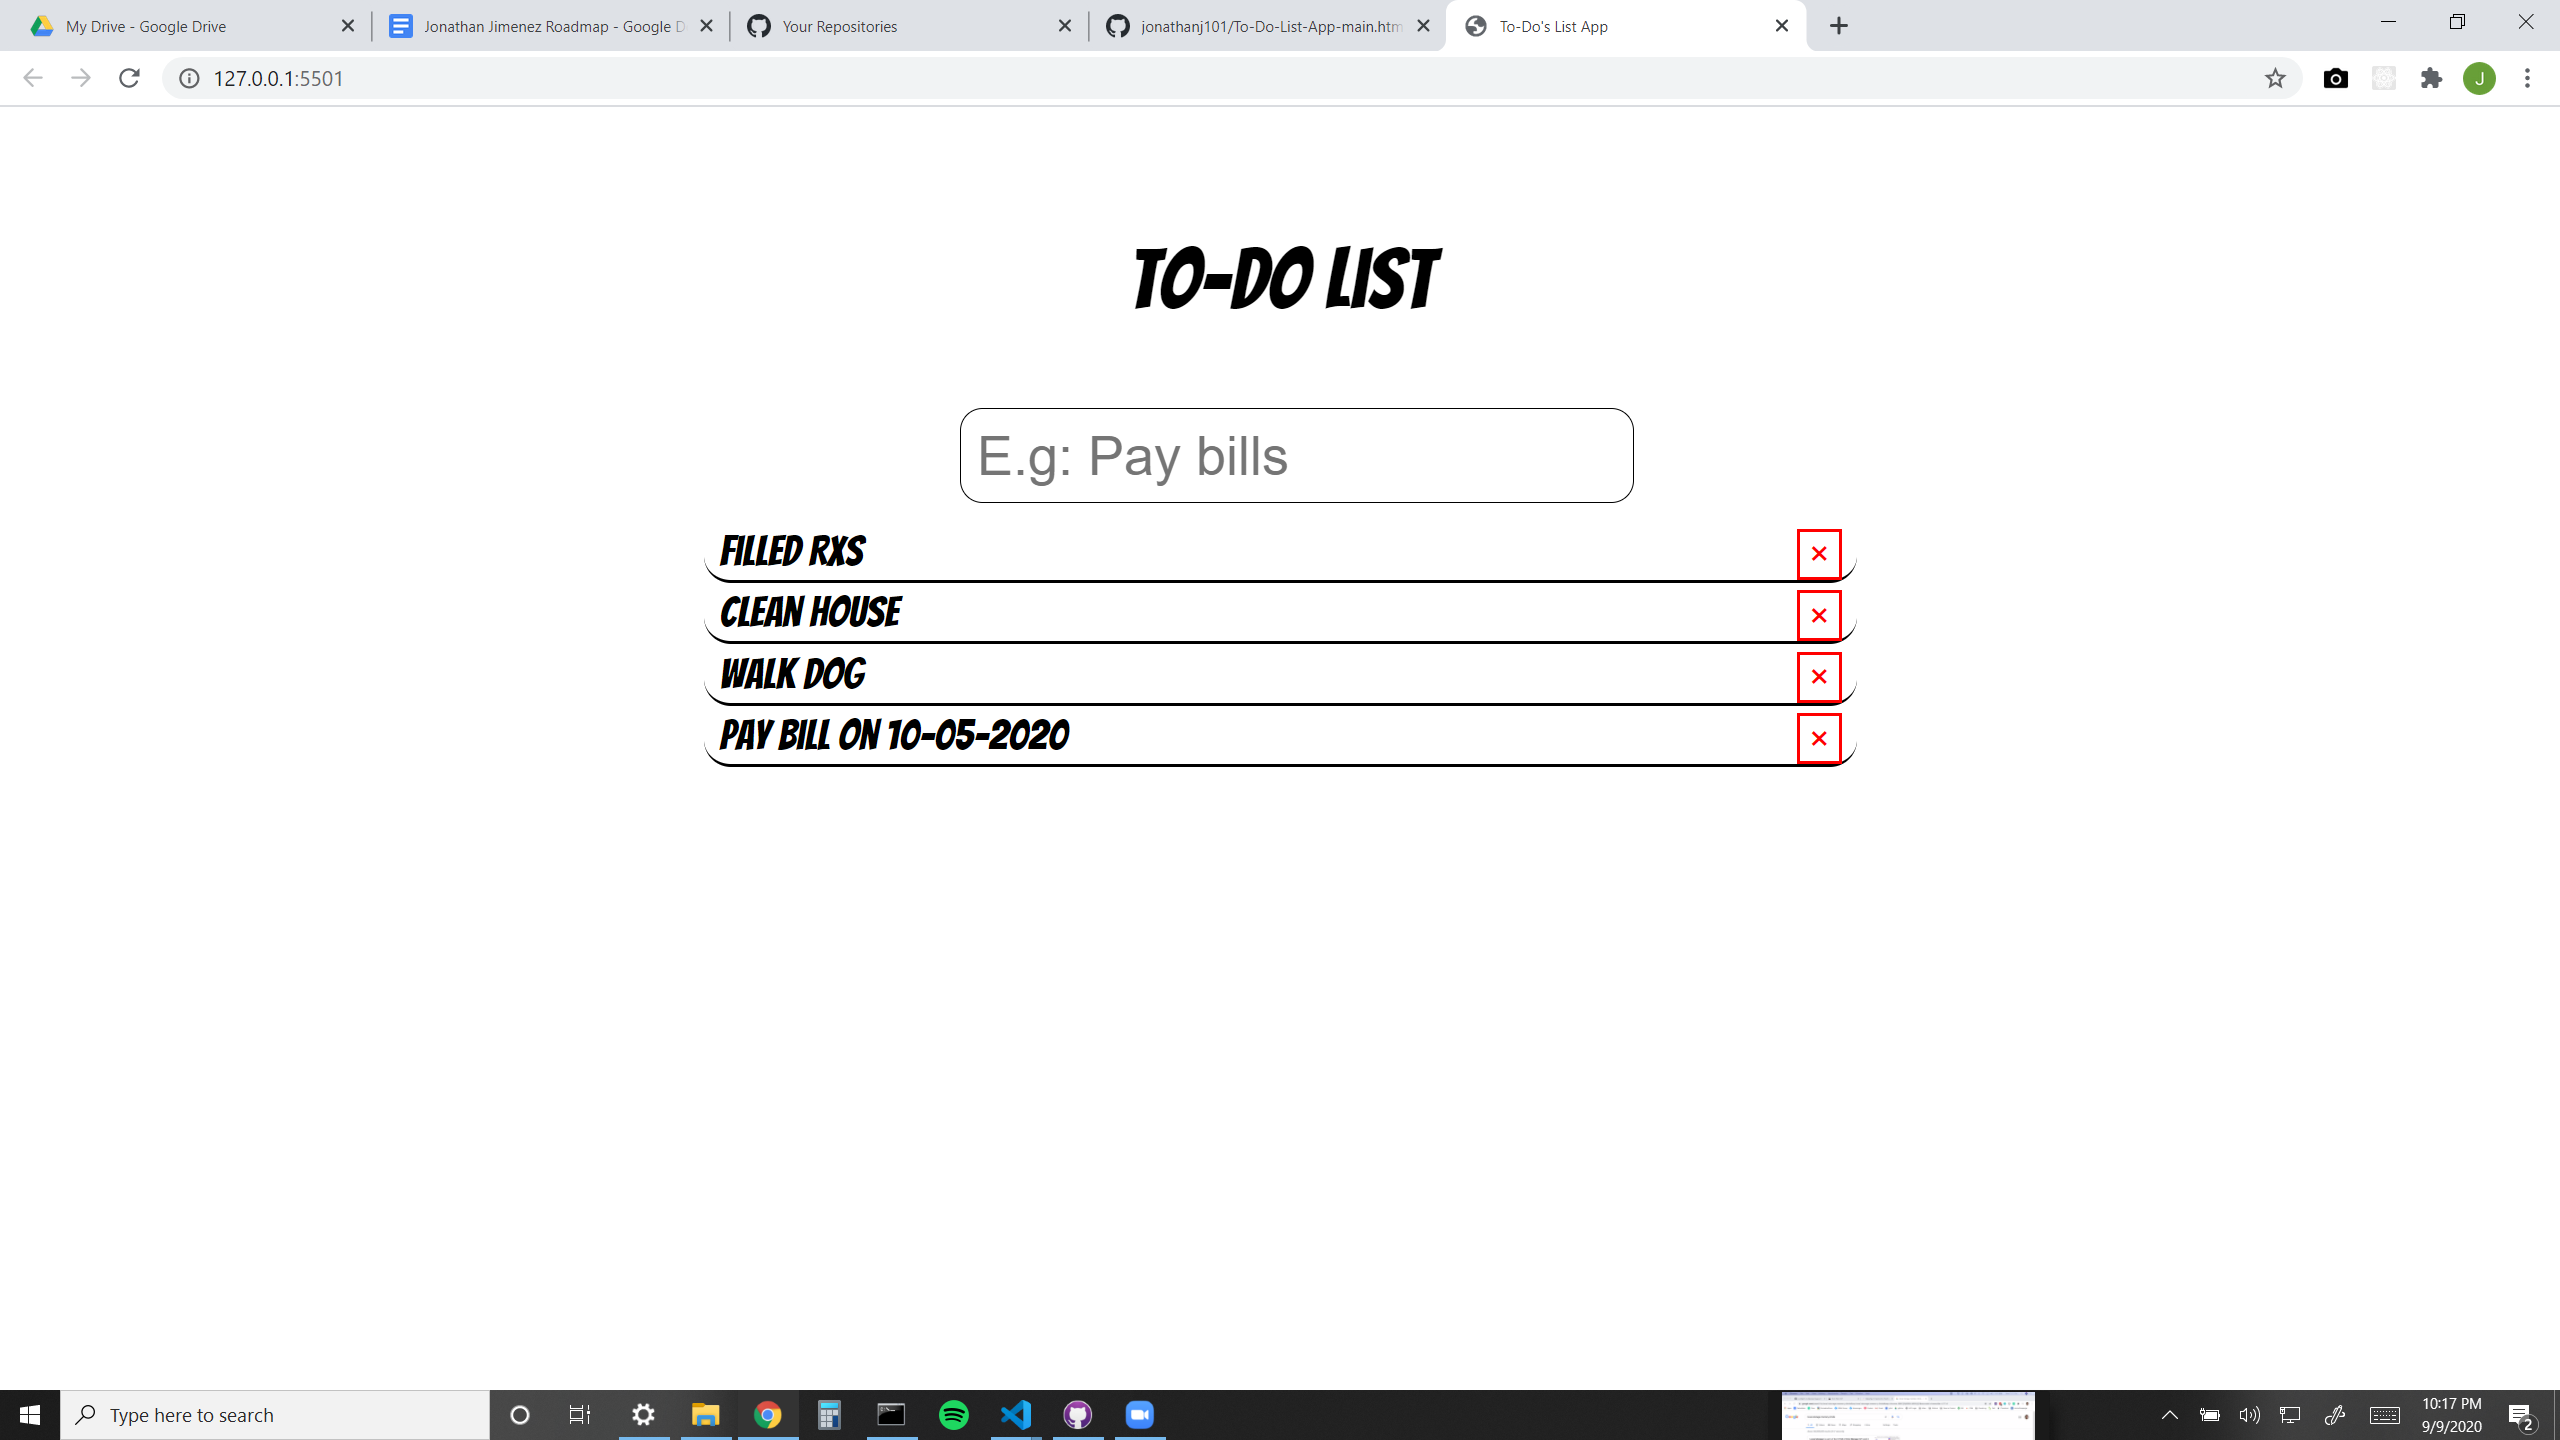 My Drive - Google Drive
Jonathan Jimenez Roadmap - Google D
Your Repositories
jonathanj101/To-Do-List-App-main.htm
To-Do's List App
127.0.0.1:5501
J
TO-DO LIST
E.g: Pay bills
FILLED RXS
CLEAN HOUSE
WALK DOG
PAY BILL ON 10-05-2020
Type here to search
10:17 PM
9/9/2020
2